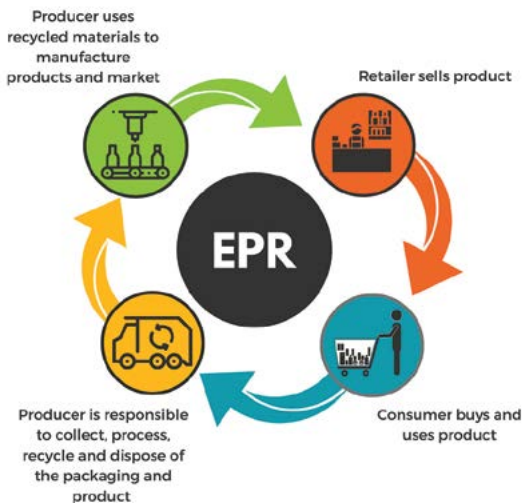 Producer uses
recycled materials to
manufacture
products and market
Retailer sells product
EPR
Producer is responsible
to collect, process,
recycle and dispose of
the packaging and
product
Consumer buys and
uses product